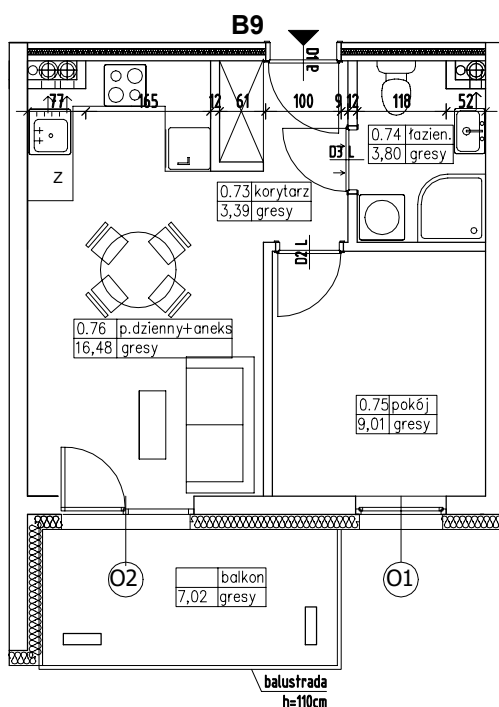 B9
D1 P
77 165 12 61 100 9 12 118 52
0.74 łazien.
3,80 gresy
D3 L
L
Z
0.73 korytarz
3,39 gresy
D2 L
0.76 p.dzienny+aneks
16,48 gresy
0.75 pokój
9,01 gresy
O2
O1
balkon
7,02 gresy
balustrada
h=110cm